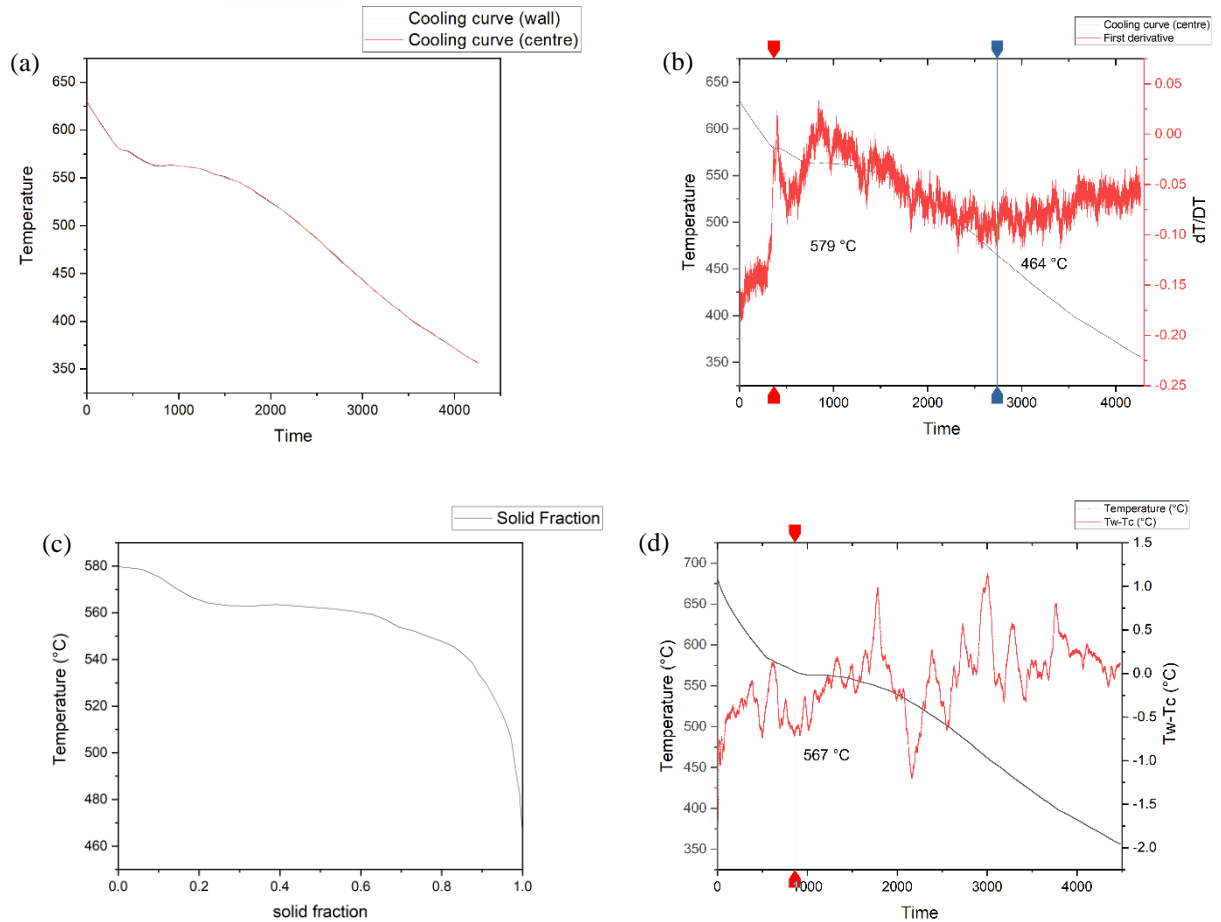 (a)
Cooling curve (wall)
Cooling curve (centre)
650
600
550
500
450
400
350
Temperature
0
1000
2000
3000
4000
Time
(b)
Cooling curve (centre)
First derivative
650
600
550
500
450
400
350
Temperature
579 °C
464 °C
0.05
0.00
-0.05
-0.10
-0.15
-0.20
-0.25
dT/DT
0
1000
2000
3000
4000
Time
(c)
Solid Fraction
580
560
540
520
500
480
460
Temperature (°C)
0.0
0.2
0.4
0.6
0.8
1.0
solid fraction
(d)
Temperature (°C)
Tw-Tc (°C)
700
650
600
550
500
450
400
350
Temperature (°C)
567 °C
1.5
1.0
0.5
0.0
-0.5
-1.0
-1.5
-2.0
Tw-Tc (°C)
0
1000
2000
3000
4000
Time